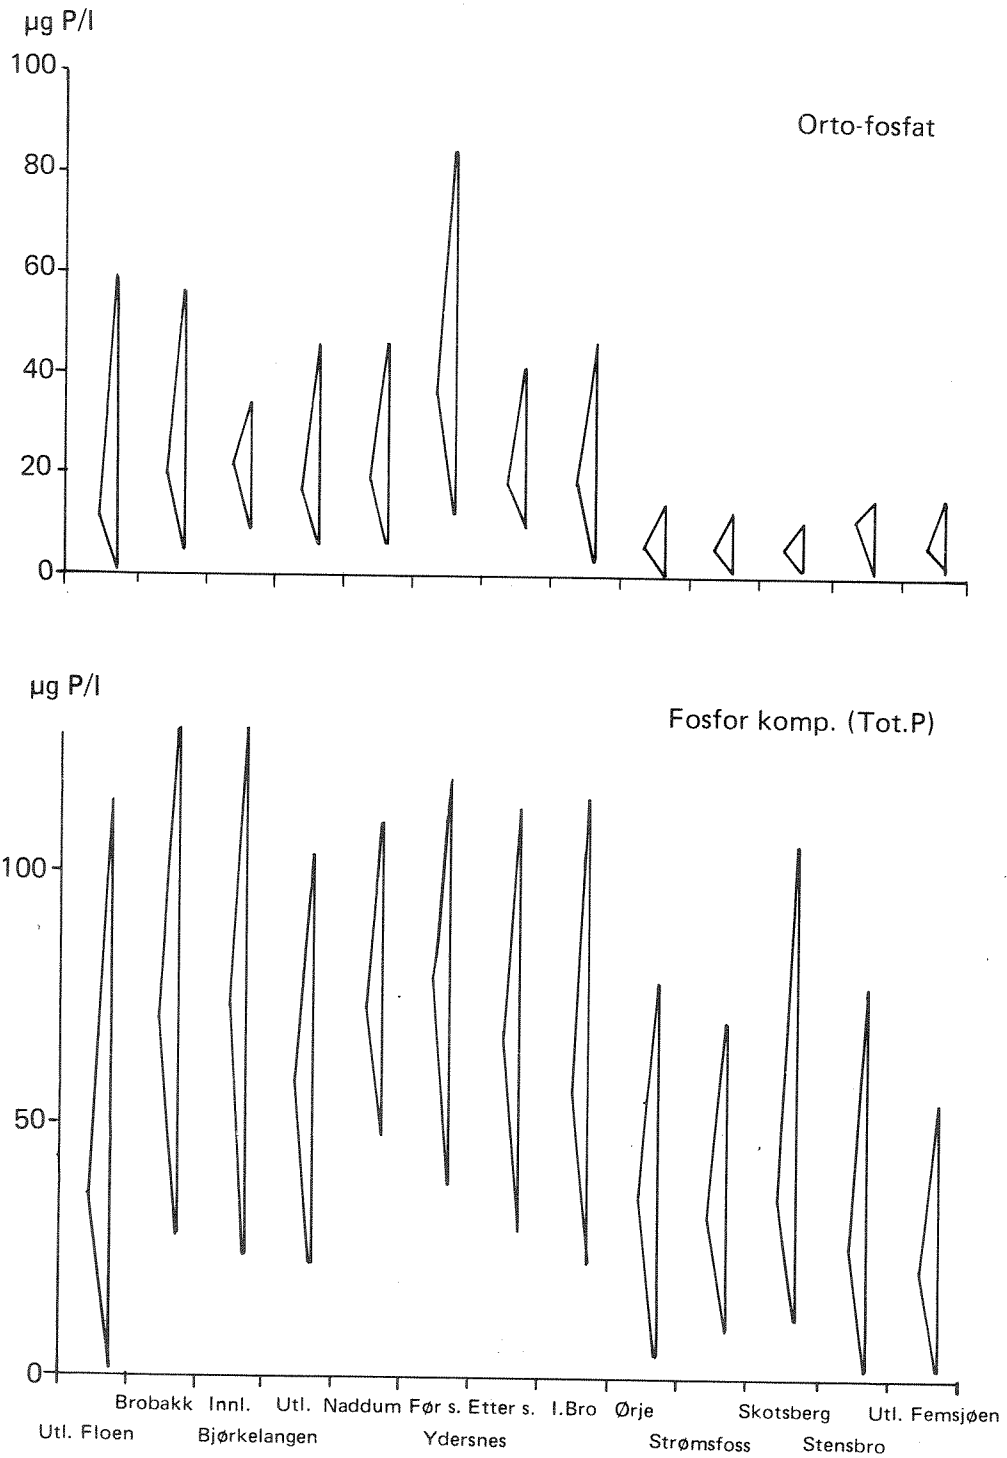 µg P/l
100
Orto-fosfat
80
60
40
20
0
µg P/l
Fosfor komp. (Tot.P)
100
50
0
Brobakk Innl. Utl. Naddum Før s. Etter s. I.Bro Ørje Skotsberg Utl. Femsjøen
Utl. Floen Bjørkelangen Ydersnes Strømsfoss Stensbro